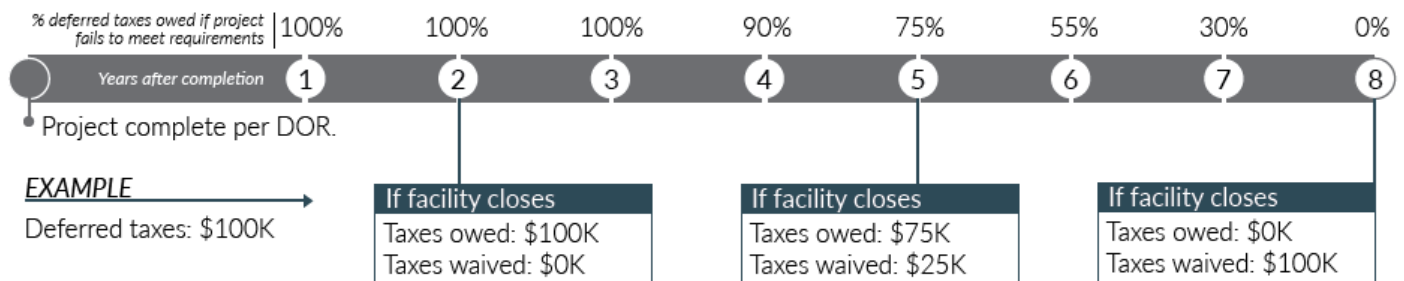 % deferred taxes owed if project
fails to meet requirements
100% 100% 100% 90% 75% 55% 30% 0%
Years after completion 1 2 3 4 5 6 7 8
Project complete per DOR.
EXAMPLE
Deferred taxes: $100K
If facility closes
Taxes owed: $100K
Taxes waived: $0K
If facility closes
Taxes owed: $75K
Taxes waived: $25K
If facility closes
Taxes owed: $0K
Taxes waived: $100K